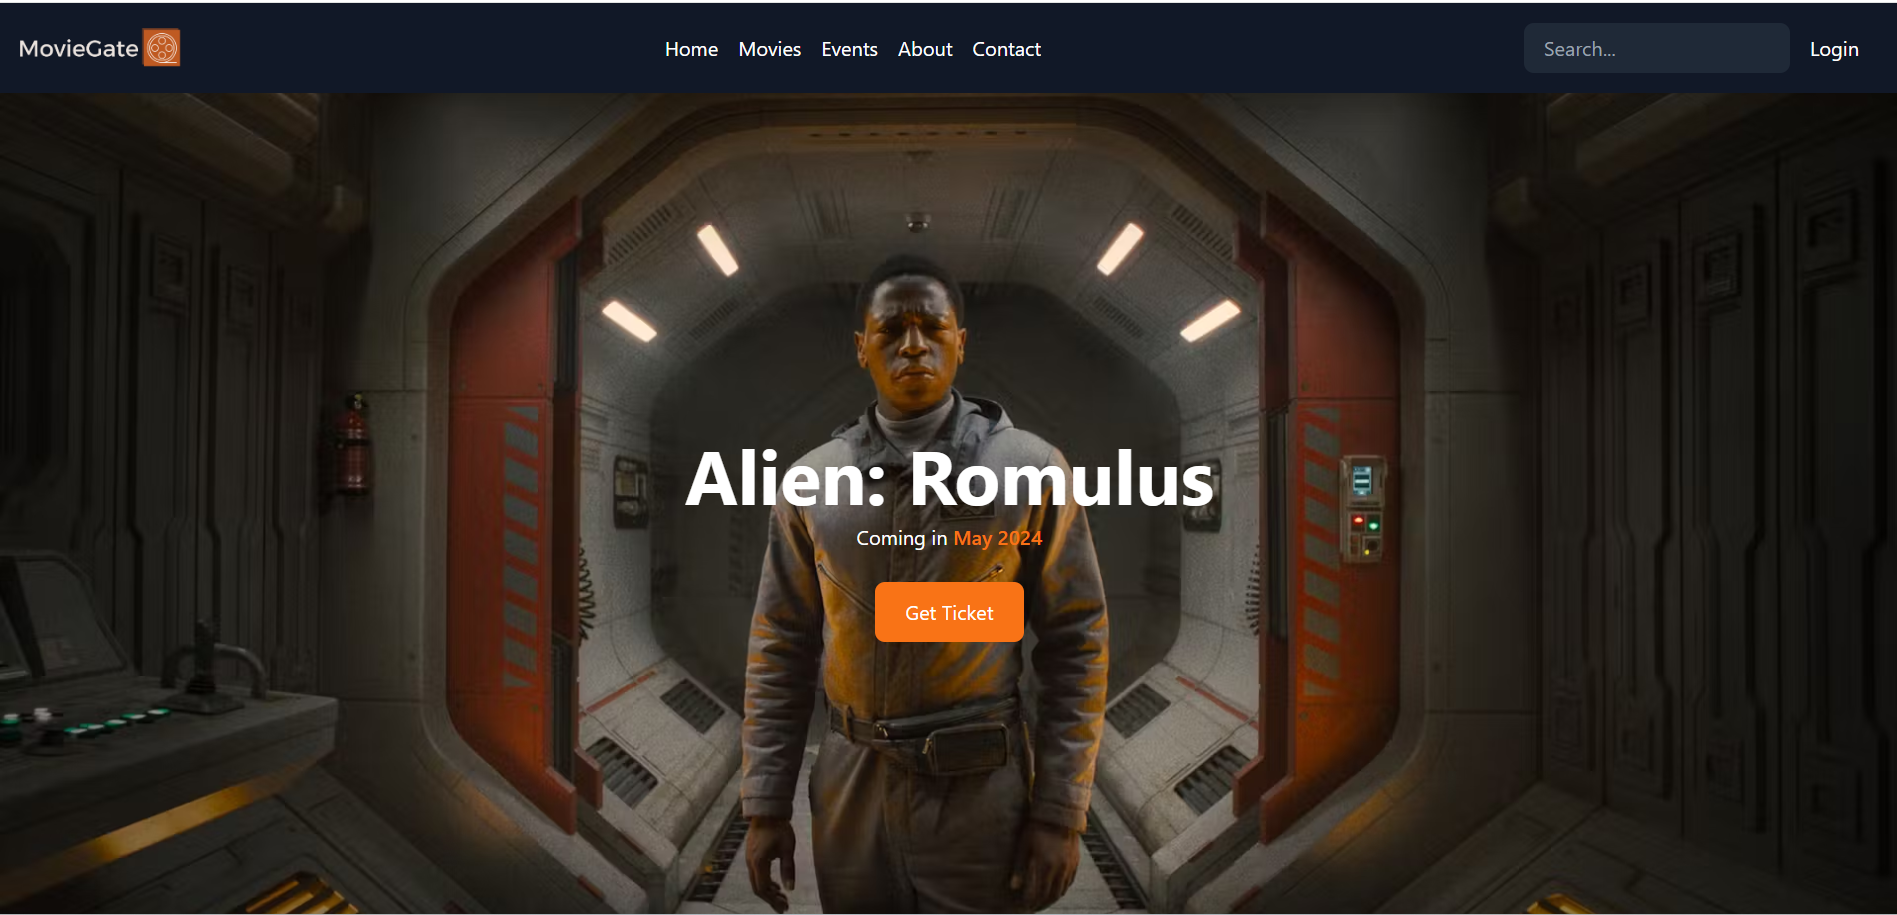 MovieGate
Home Movies Events About Contact
Search...
Login
Alien: Romulus
Coming in May 2024
Get Ticket